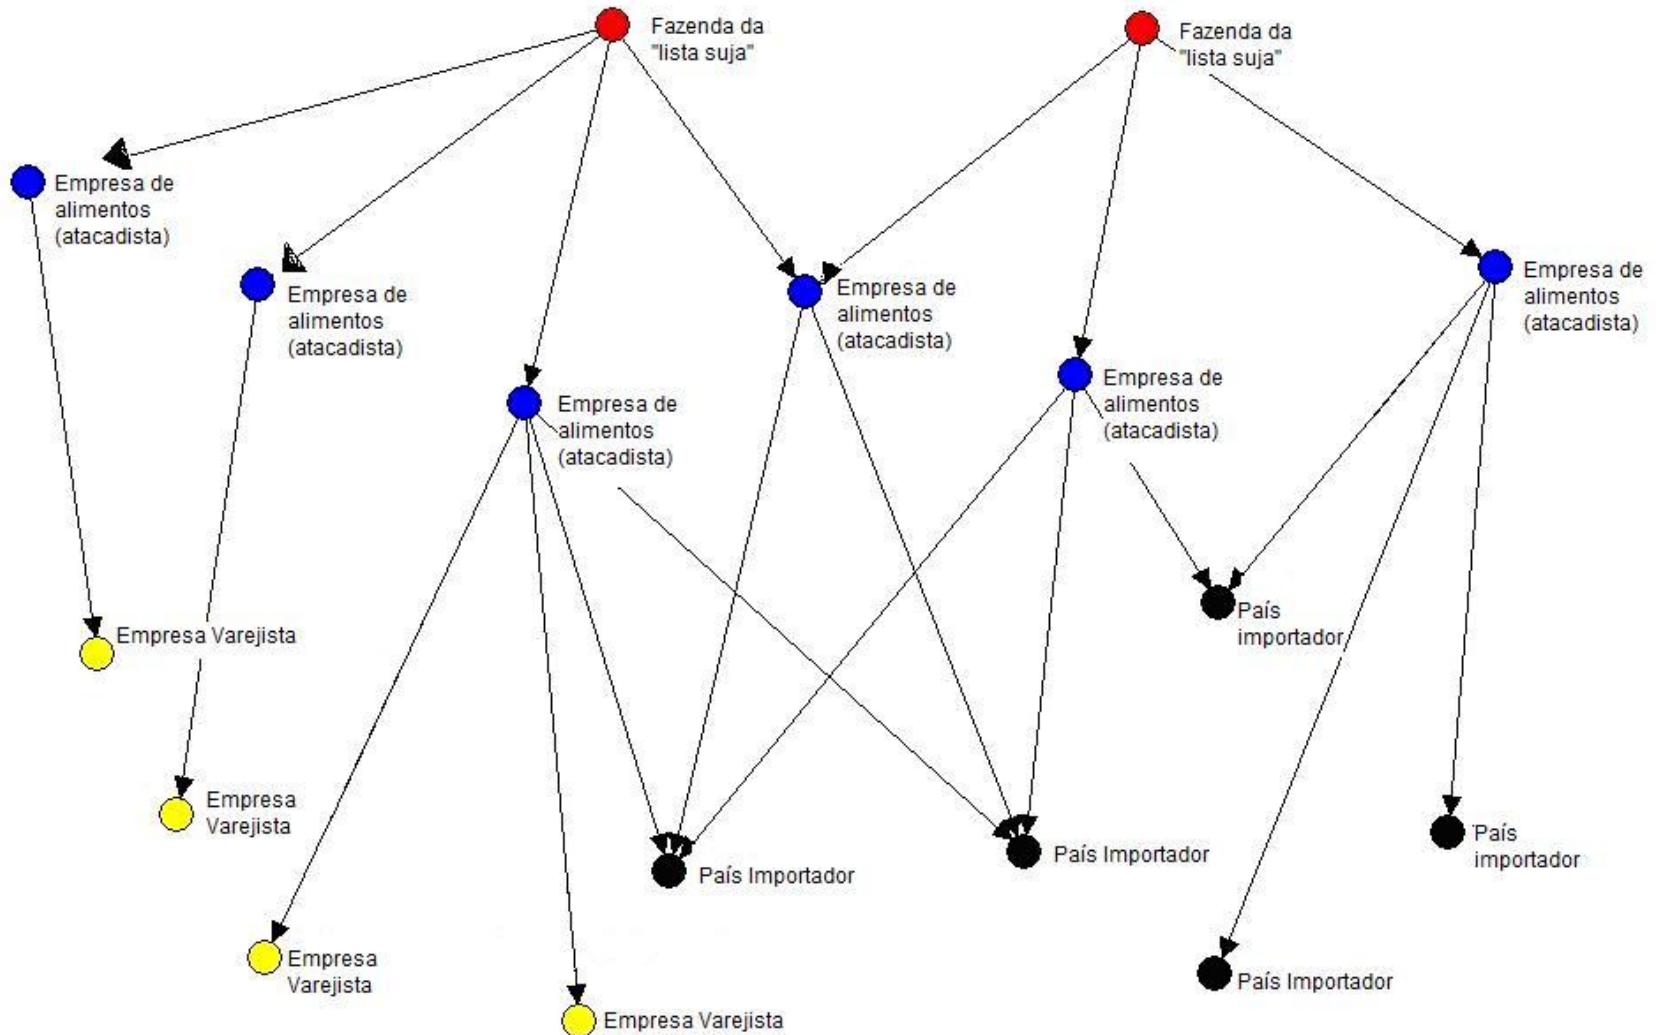 Fazenda da
"lista suja"
Fazenda da
"lista suja"
Empresa de
alimentos
(atacadista)
Empresa de
alimentos
(atacadista)
Empresa de
alimentos
(atacadista)
Empresa de
alimentos
(atacadista)
Empresa de
alimentos
(atacadista)
Empresa de
alimentos
(atacadista)
Empresa Varejista
País
importador
Empresa
Varejista
País Importador
País Importador
País
importador
Empresa
Varejista
País Importador
Empresa Varejista